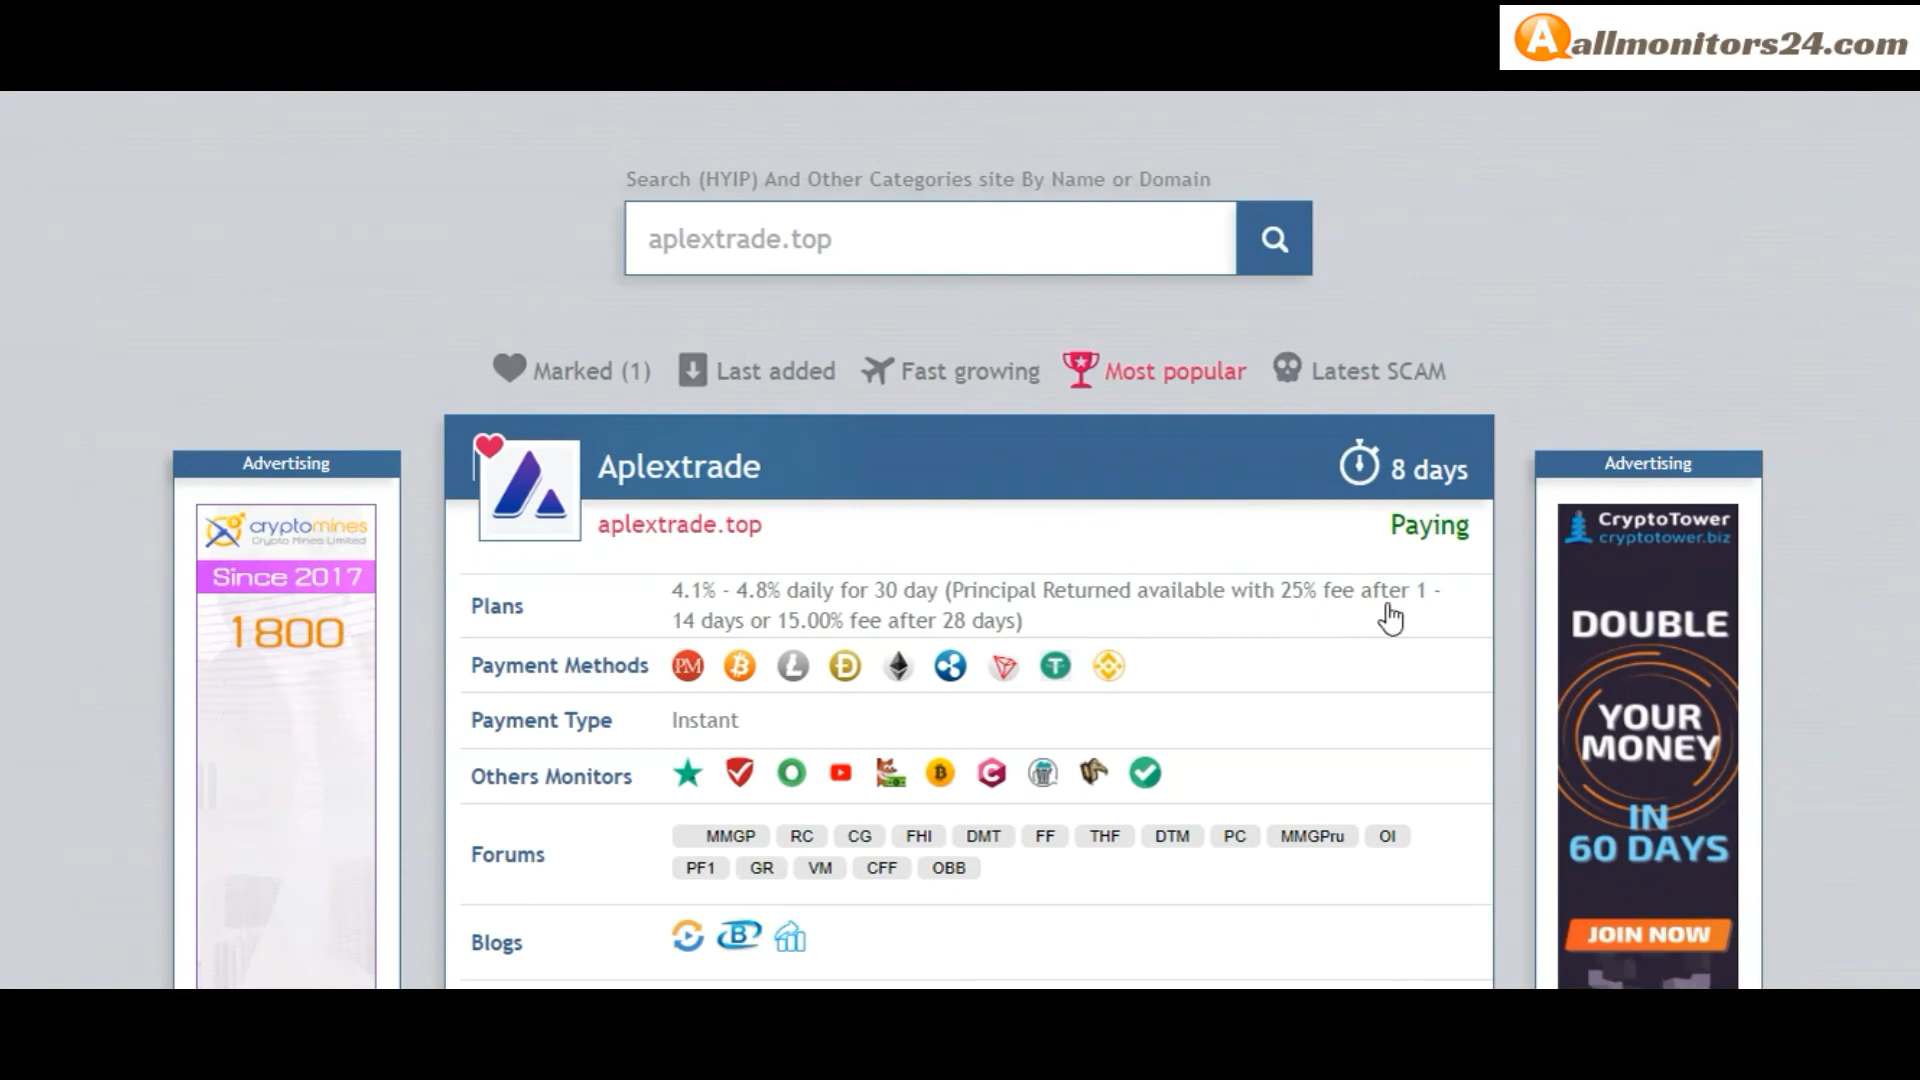 allmonitors24.com
Search (HYIP) And Other Categories site By Name or Domain
aplextrade.top
Marked (1) Last added Fast growing Most popular Latest SCAM
Advertising
cryptomines
Crypto Mines Limited
Since 2017
1800
Aplextrade
8 days
aplextrade.top
Paying
Plans
4.1% - 4.8% daily for 30 day (Principal Returned available with 25% fee after 1 -
14 days or 15.00% fee after 28 days)
Payment Methods
Payment Type
Instant
Others Monitors
Forums
MMGP RC CG FHI DMT FF THF DTM PC MMGPru OI
PF1 GR VM CFF OBB
Blogs
Advertising
CryptoTower
cryptotower.biz
DOUBLE
YOUR
MONEY
IN
60 DAYS
JOIN NOW